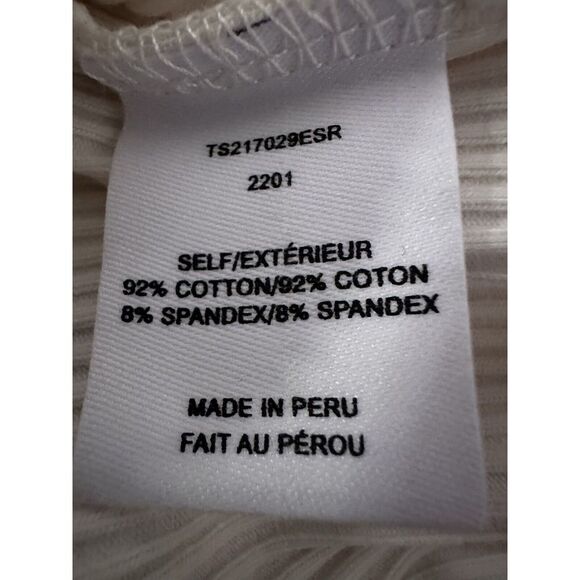 TS217029ESR
2201
SELF/EXTÉRIEUR
92% COTTON/92% COTON
8% SPANDEX/8% SPANDEX
MADE IN PERU
FAIT AU PÉROU